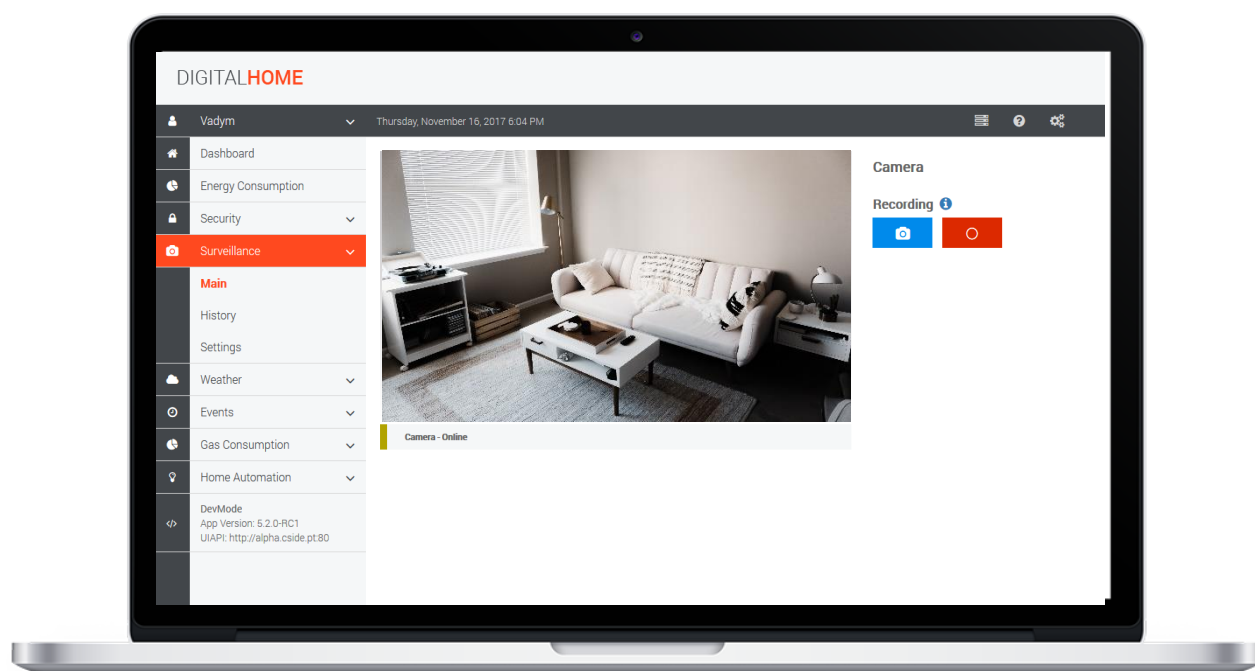 DIGITALHOME
Vadym
Thursday, November 16, 2017 6:04 PM
Dashboard
Energy Consumption
Security
Surveillance
Main
History
Settings
Weather
Events
Gas Consumption
Home Automation
DevMode
App Version: 5.2.0-RC1
UIAPI: http://alpha.cside.pt:80
Camera - Online
Camera
Recording